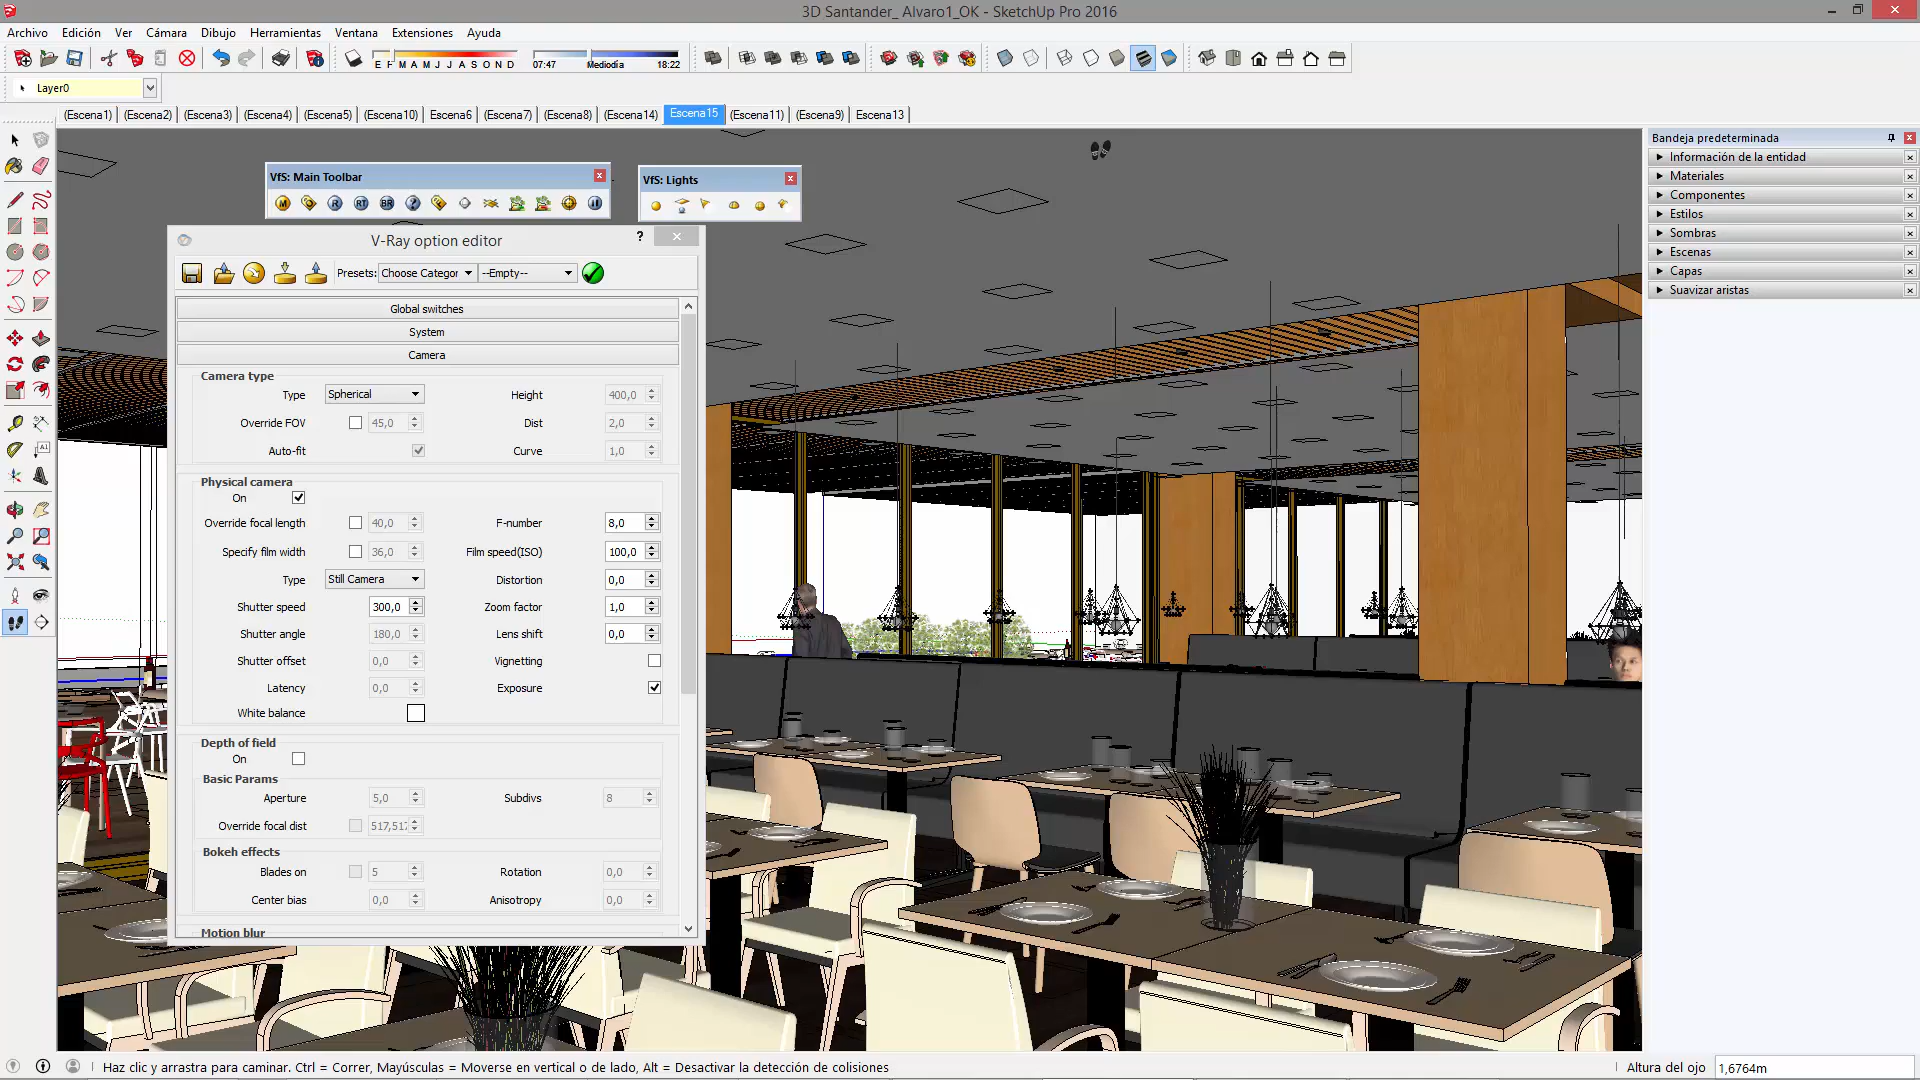 3D Santander_ Alvaro1_OK - SketchUp Pro 2016
Archivo Edición Ver Cámara Dibujo Herramientas Ventana Extensiones Ayuda
E F M A M J J A S O N D 07:47 Mediodía 18:22
Layer0
(Escena1) (Escena2) (Escena3) (Escena4) (Escena5) (Escena10) Escena6 (Escena7) (Escena8) (Escena14) Escena15 (Escena11) (Escena9) Escena13
VfS: Main Toolbar
M R RT BR ?
VfS: Lights
V-Ray option editor ?
Presets: Choose Categor --Empty--
Global switches
System
Camera
Camera type
Type Spherical Height 400,0
Override FOV 45,0 Dist 2,0
Auto-fit Curve 1,0
Physical camera
On
Override focal length 40,0 F-number 8,0
Specify film width 36,0 Film speed(ISO) 100,0
Type Still Camera Distortion 0,0
Shutter speed 300,0 Zoom factor 1,0
Shutter angle 180,0 Lens shift 0,0
Shutter offset 0,0 Vignetting
Latency 0,0 Exposure
White balance
Depth of field
On
Basic Params
Aperture 5,0 Subdivs 8
Override focal dist 517,51
Bokeh effects
Blades on 5 Rotation 0,0
Center bias 0,0 Anisotropy 0,0
Motion blur
Bandeja predeterminada
Información de la entidad
Materiales
Componentes
Estilos
Sombras
Escenas
Capas
Suavizar aristas
Haz clic y arrastra para caminar. Ctrl = Correr, Mayúsculas = Moverse en vertical o de lado, Alt = Desactivar la detección de colisiones
Altura del ojo 1,6764m